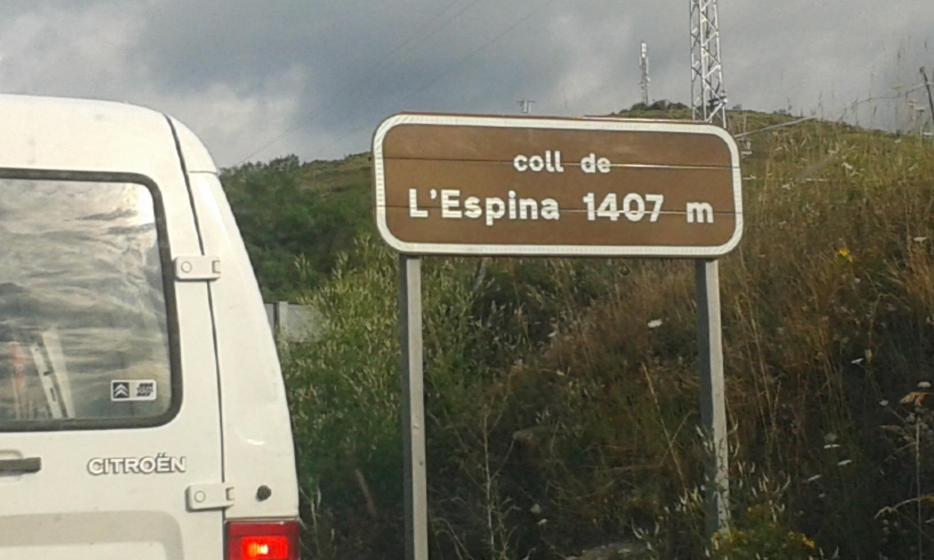 coll de
L'Espina 1407 m
CITROËN